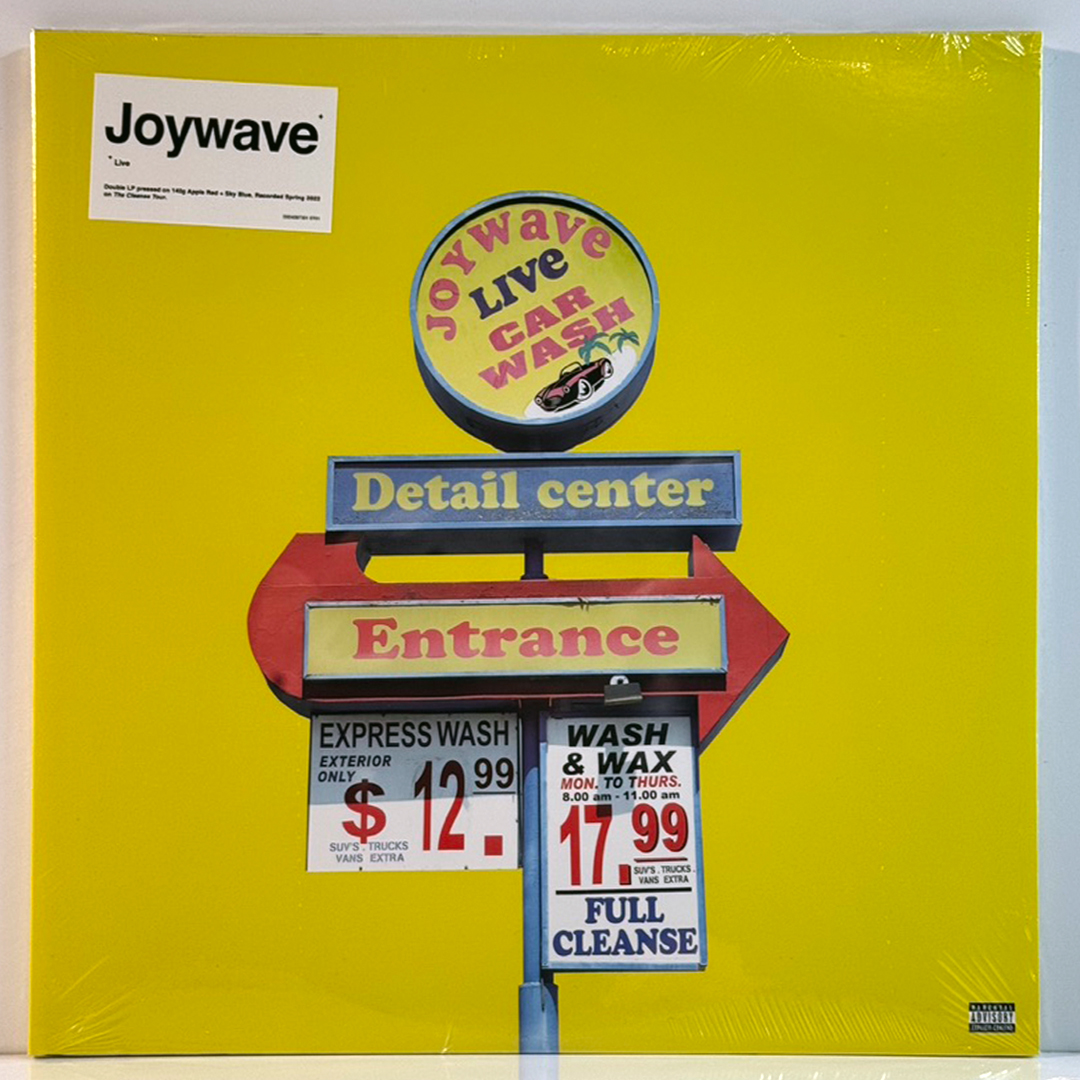 Joywave*
* Live
Double LP pressed on 140g Apple Red + Sky Blue. Recorded Spring 2022
on The Cleanse Tour.
JOYWAVE
LIVE
CAR
WASH
Detail center
Entrance
EXPRESS WASH
EXTERIOR
ONLY
$ 12.99
SUV'S . TRUCKS
VANS EXTRA
WASH
& WAX
MON. TO THURS.
8.00 am - 11.00 am
17.99
SUV'S . TRUCKS .
VANS EXTRA
FULL
CLEANSE
PARENTAL
ADVISORY
EXPLICIT CONTENT